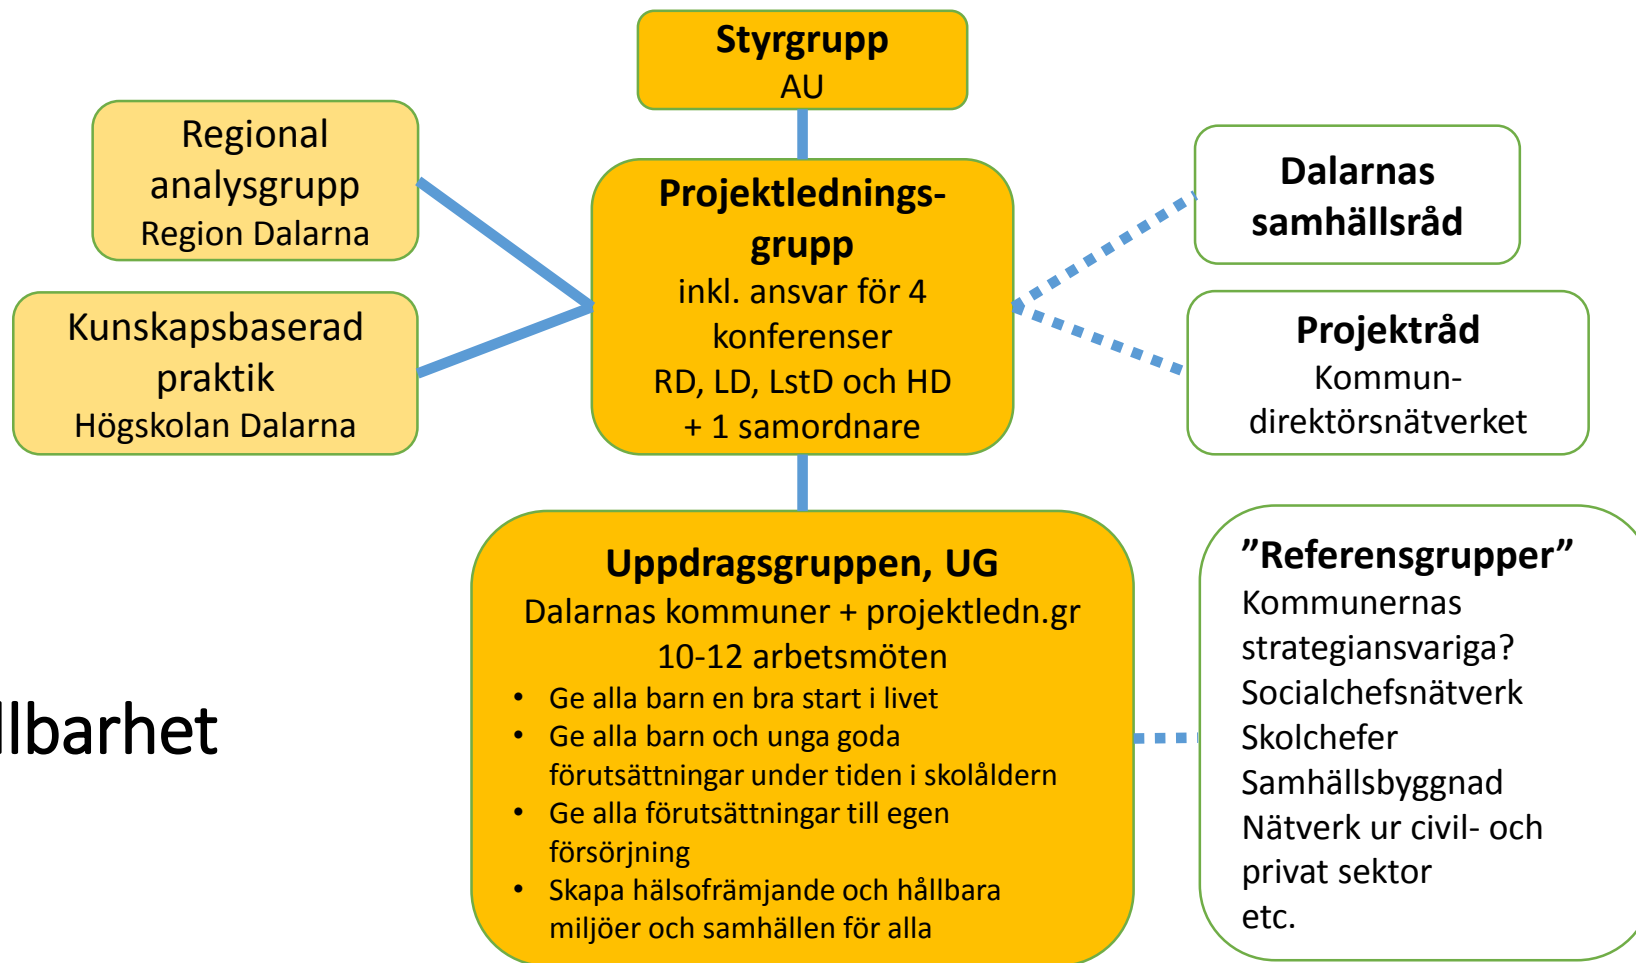 Styrgrupp
AU
Regional
analysgrupp
Region Dalarna
Kunskapsbaserad
praktik
Högskolan Dalarna
Projektlednings-
grupp
inkl. ansvar för 4
konferenser
RD, LD, LstD och HD
+ 1 samordnare
Dalarnas
samhällsråd
Projektråd
Kommun-
direktörsnätverket
Uppdragsgruppen, UG
Dalarnas kommuner + projektledn.gr
10-12 arbetsmöten
• Ge alla barn en bra start i livet
• Ge alla barn och unga goda
förutsättningar under tiden i skolåldern
• Ge alla förutsättningar till egen
försörjning
• Skapa hälsofrämjande och hållbara
miljöer och samhällen för alla
”Referensgrupper”
Kommunernas
strategiansvariga?
Socialchefsnätverk
Skolchefer
Samhällsbyggnad
Nätverk ur civil- och
privat sektor
etc.
llbarhet